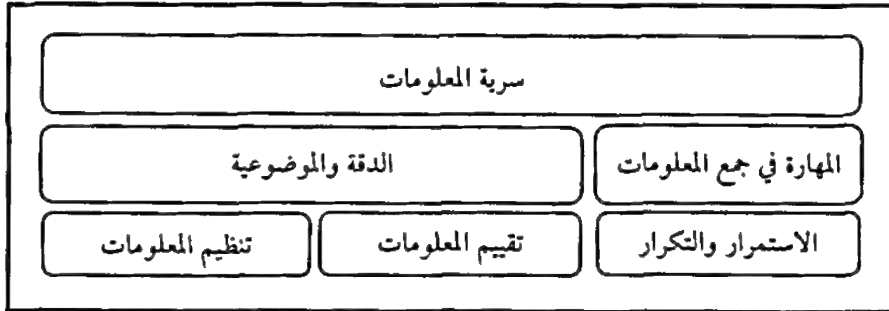 سرية المعلومات
المهارة في جمع المعلومات
الدقة والموضوعية
الاستمرار والتكرار
تقييم المعلومات
تنظيم المعلومات